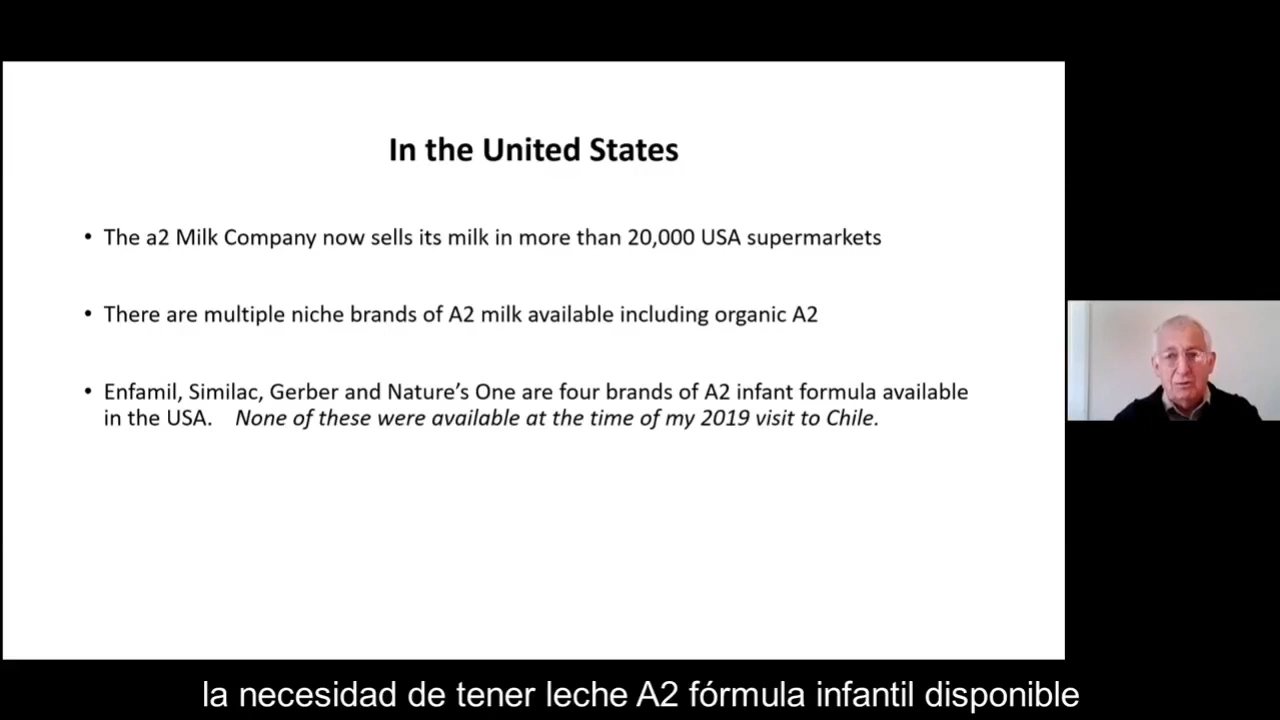 In the United States
• The a2 Milk Company now sells its milk in more than 20,000 USA supermarkets
• There are multiple niche brands of A2 milk available including organic A2
• Enfamil, Similac, Gerber and Nature’s One are four brands of A2 infant formula available
in the USA. None of these were available at the time of my 2019 visit to Chile.
la necesidad de tener leche A2 fórmula infantil disponible